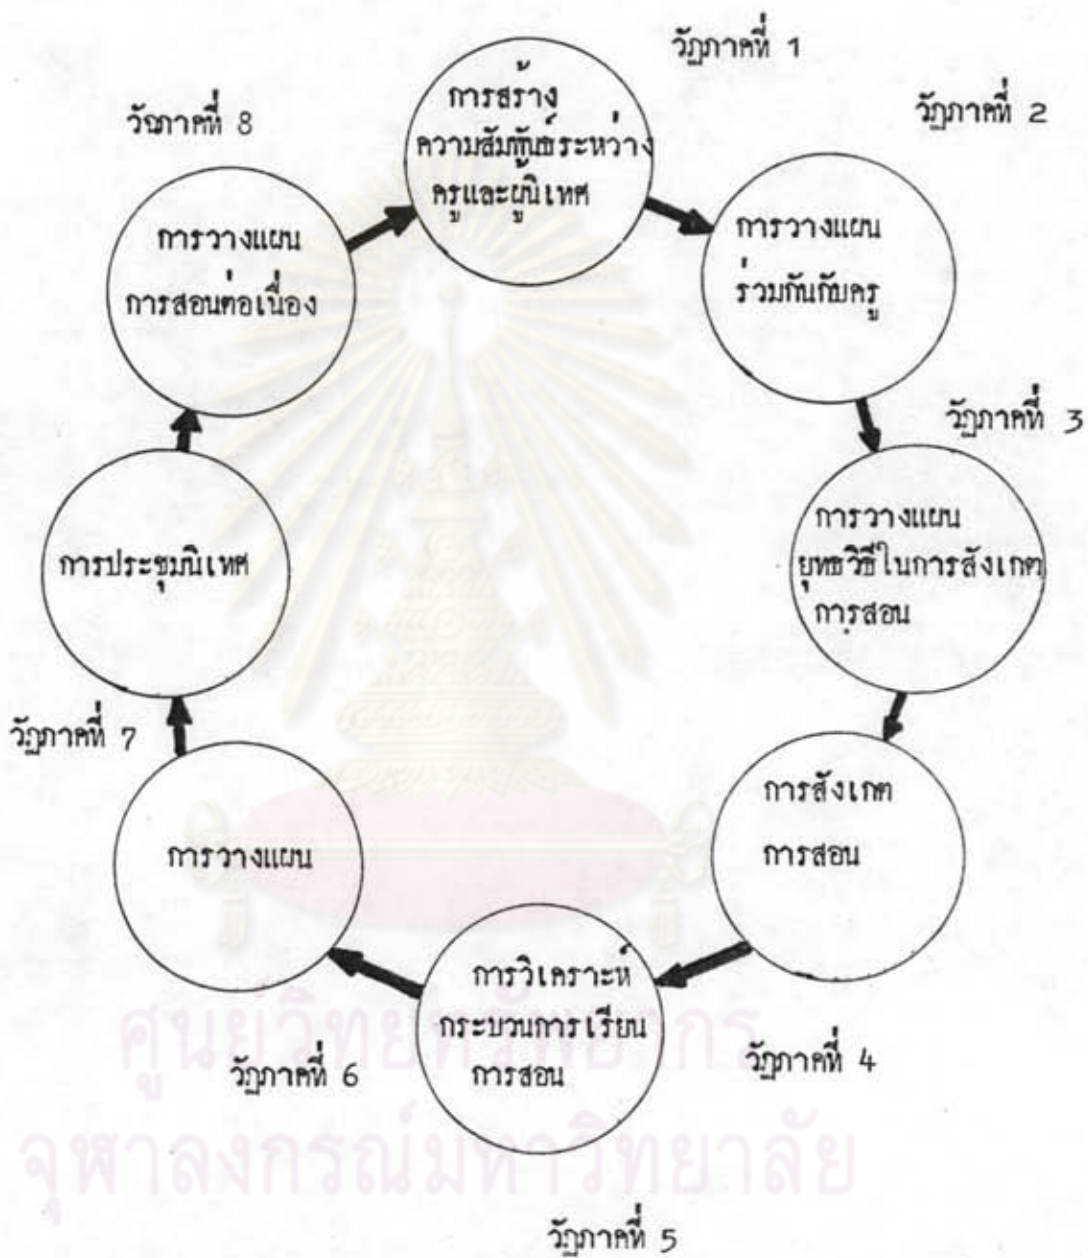 วัฏภาคที่ 1
การสร้าง
ความสัมพันธ์ระหว่าง
ครูและผู้นิเทศ
วัฏภาคที่ 2
การวางแผน
ร่วมกันกับครู
วัฏภาคที่ 3
การวางแผน
ยุทธวิธีในการสังเกต
การสอน
การสังเกต
การสอน
วัฏภาคที่ 4
การวิเคราะห์
กระบวนการเรียน
การสอน
วัฏภาคที่ 5
การวางแผน
วัฏภาคที่ 6
การประชุมนิเทศ
วัฏภาคที่ 7
วัฏภาคที่ 8
การวางแผน
การสอนต่อเนื่อง
ศูนย์วิทยทรัพยากร
จุฬาลงกรณ์มหาวิทยาลัย